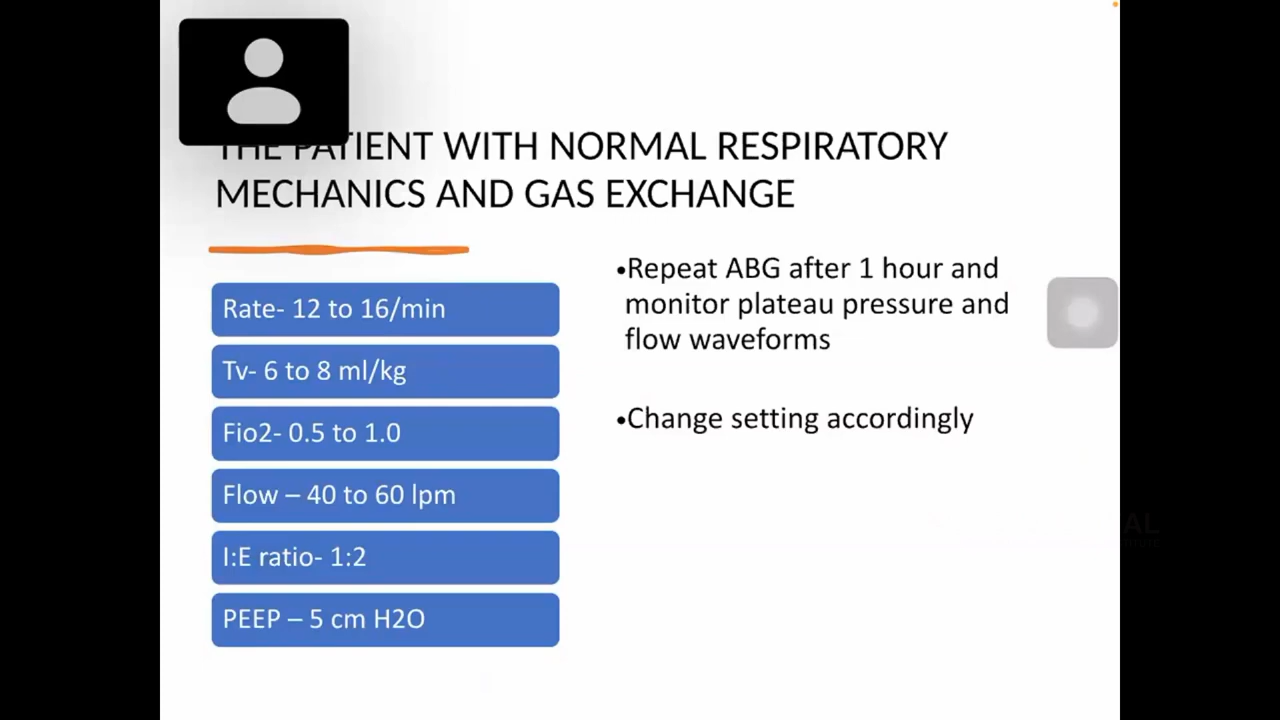 THE PATIENT WITH NORMAL RESPIRATORY
MECHANICS AND GAS EXCHANGE
Rate- 12 to 16/min
Tv- 6 to 8 ml/kg
Fio2- 0.5 to 1.0
Flow – 40 to 60 lpm
I:E ratio- 1:2
PEEP – 5 cm H2O
•Repeat ABG after 1 hour and
monitor plateau pressure and
flow waveforms
•Change setting accordingly